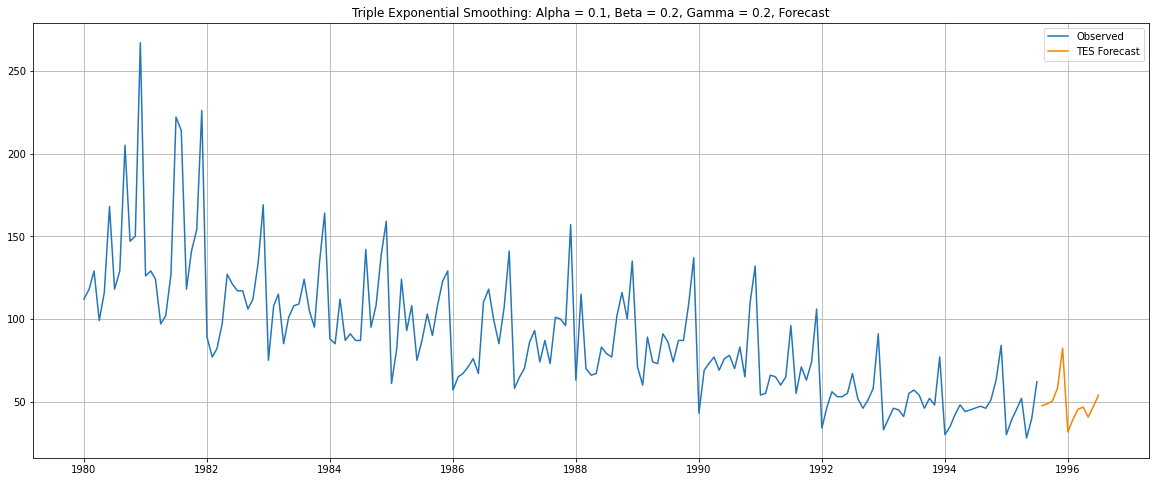 Triple Exponential Smoothing: Alpha = 0.1, Beta = 0.2, Gamma = 0.2, Forecast
Observed
TES Forecast
250
200
150
100
50
1980 1982 1984 1986 1988 1990 1992 1994 1996